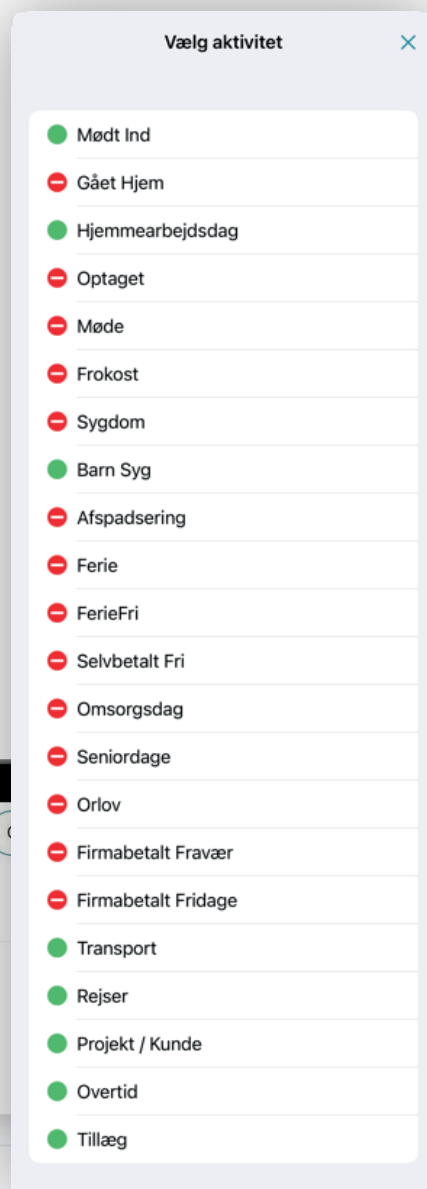 Vælg aktivitet
Mødt Ind
Gået Hjem
Hjemmearbejdsdag
Optaget
Møde
Frokost
Sygdom
Barn Syg
Afspadsering
Ferie
FerieFri
Selvbetalt Fri
Omsorgsdag
Seniordage
Orlov
Firmabetalt Fravær
Firmabetalt Fridage
Transport
Rejser
Projekt / Kunde
Overtid
Tillæg